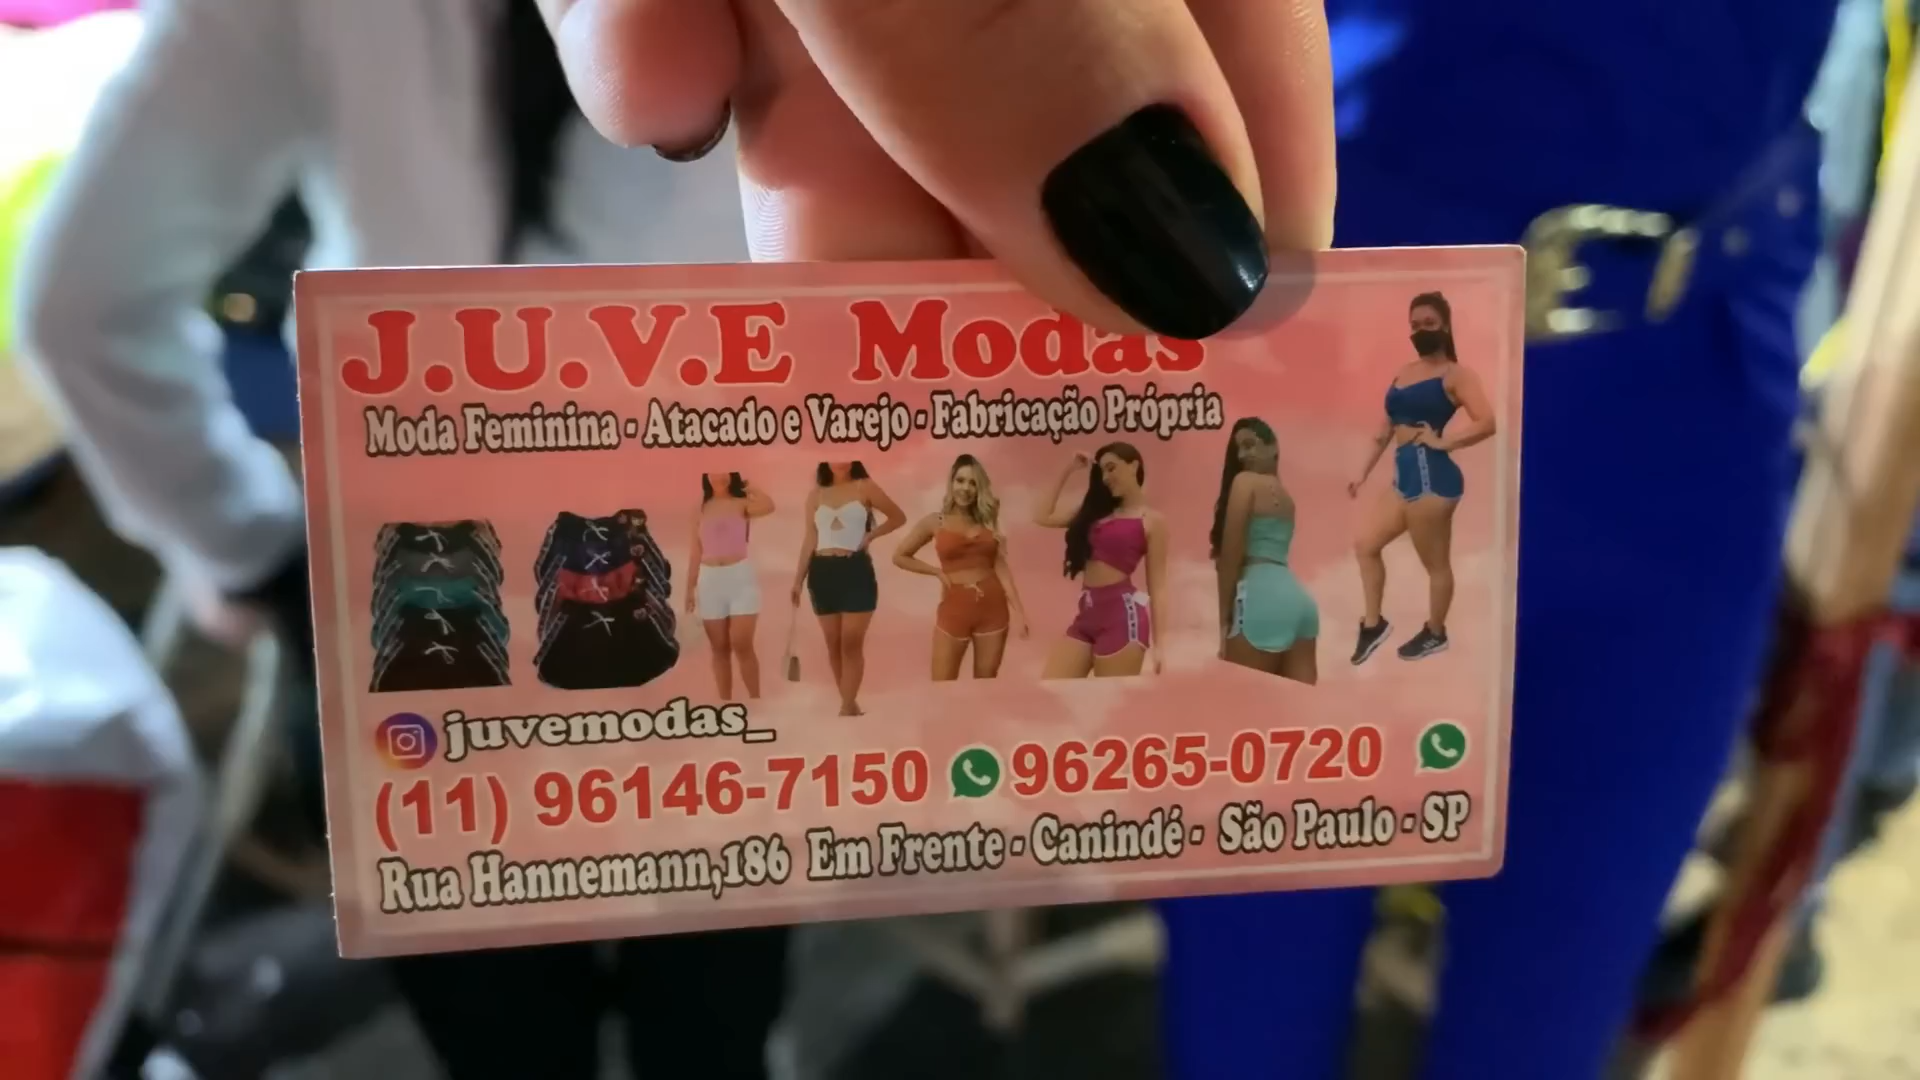 J.U.V.E Modas
Moda Feminina - Atacado e Varejo - Fabricação Própria
juvemodas_
(11) 96146-7150 96265-0720
Rua Hannemann,186 Em Frente - Canindé - São Paulo - SP